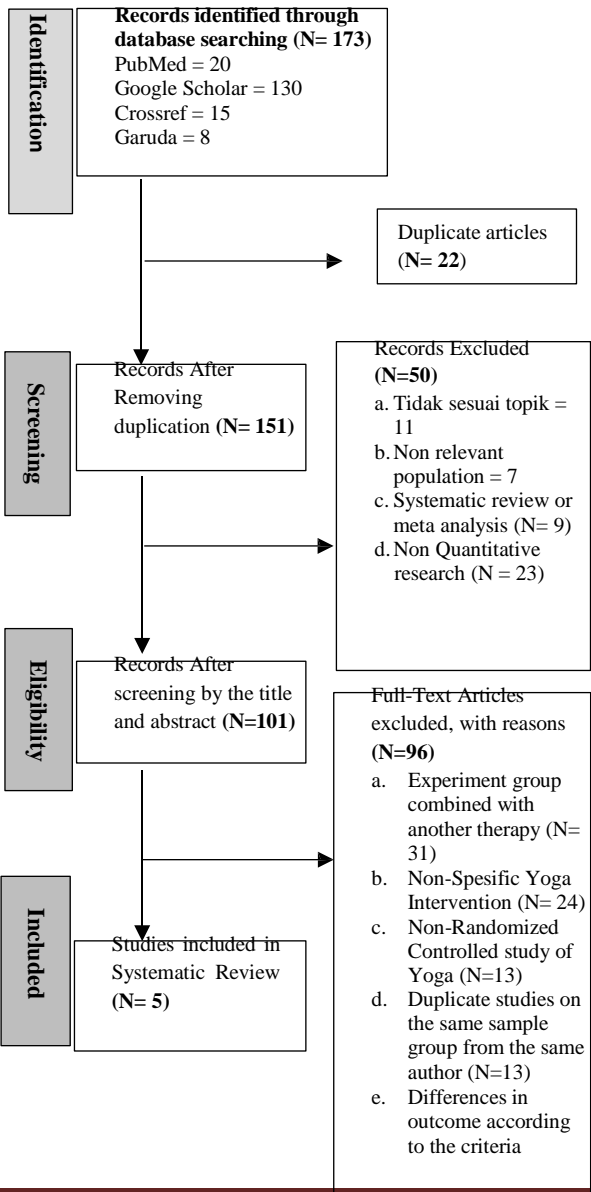 Identification
Records identified through
database searching (N= 173)
PubMed = 20
Google Scholar = 130
Crossref = 15
Garuda = 8
Duplicate articles
(N= 22)
Screening
Records After
Removing
duplication (N= 151)
Records Excluded
(N=50)
a. Tidak sesuai topik =
11
b. Non relevant
population = 7
c. Systematic review or
meta analysis (N= 9)
d. Non Quantitative
research (N = 23)
Eligibility
Records After
screening by the title
and abstract (N=101)
Full-Text Articles
excluded, with reasons
(N=96)
a. Experiment group
combined with
another therapy (N=
31)
b. Non-Spesific Yoga
Intervention (N= 24)
c. Non-Randomized
Controlled study of
Yoga (N=13)
d. Duplicate studies on
the same sample
group from the same
author (N=13)
e. Differences in
outcome according
to the criteria
Included
Studies included in
Systematic Review
(N= 5)